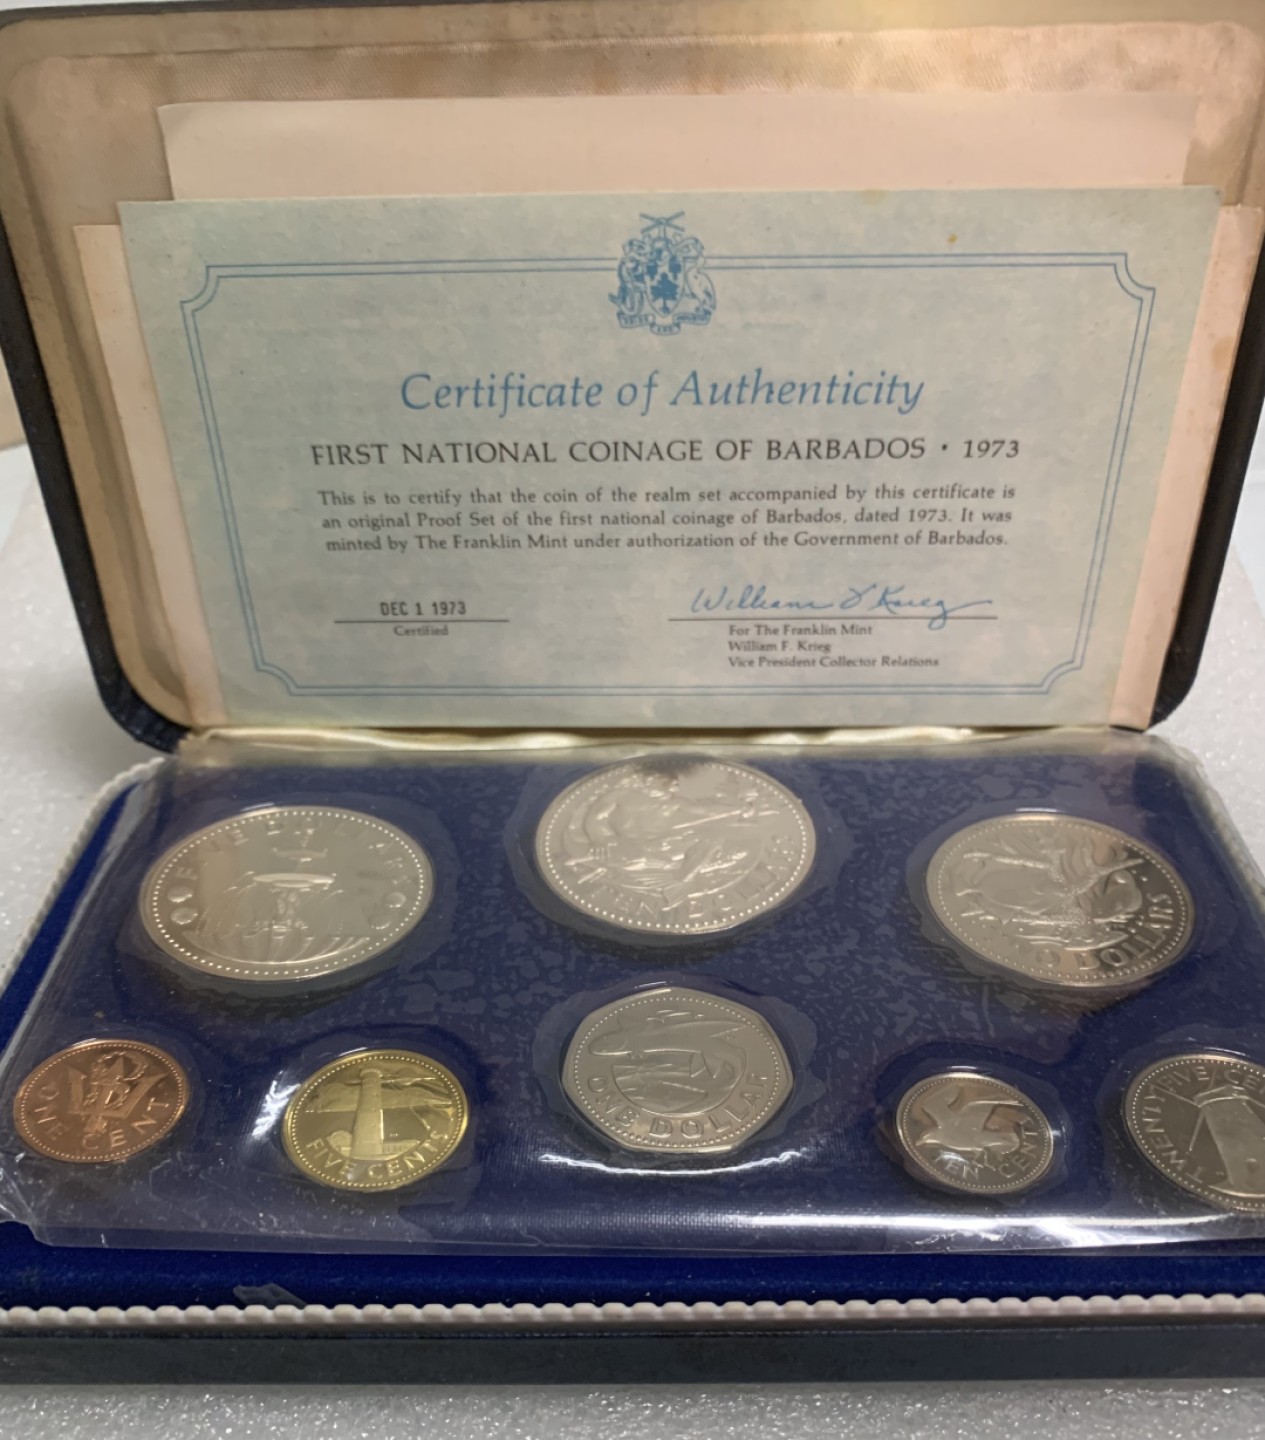 Certificate of Authenticity
FIRST NATIONAL COINAGE OF BARBADOS • 1973
This is to certify that the coin of the realm set accompanied by this certificate is
an original Proof Set of the first national coinage of Barbados, dated 1973. It was
minted by The Franklin Mint under authorization of the Government of Barbados.
DEC 1 1973
Certified
William F Krieg
For The Franklin Mint
William F. Krieg
Vice President Collector Relations
TEN DOLLARS
DOLLARS
ONE CENT
FIVE CENTS
ONE DOLLAR
TEN CENTS
TWENTY FIVE CE